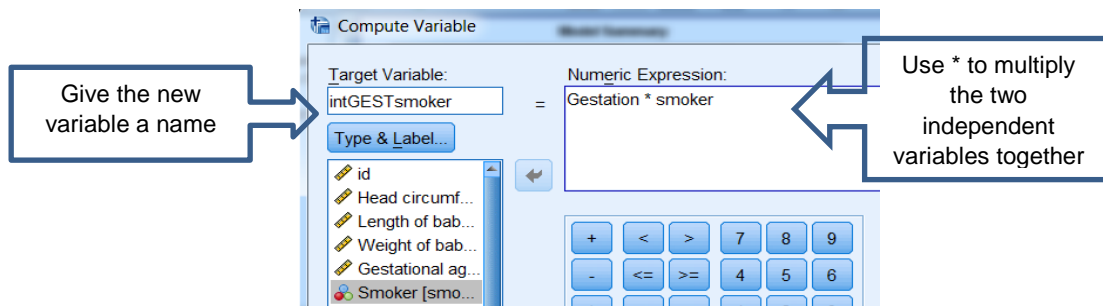 Compute Variable
Model Summary
Give the new
variable a name
Target Variable:
intGESTsmoker
=
Numeric Expression:
Gestation * smoker
Use * to multiply
the two
independent
variables together
Type & Label...
id
Head circumf...
Length of bab...
Weight of bab...
Gestational ag...
Smoker [smo...
+ < > 7 8 9
- <= >= 4 5 6